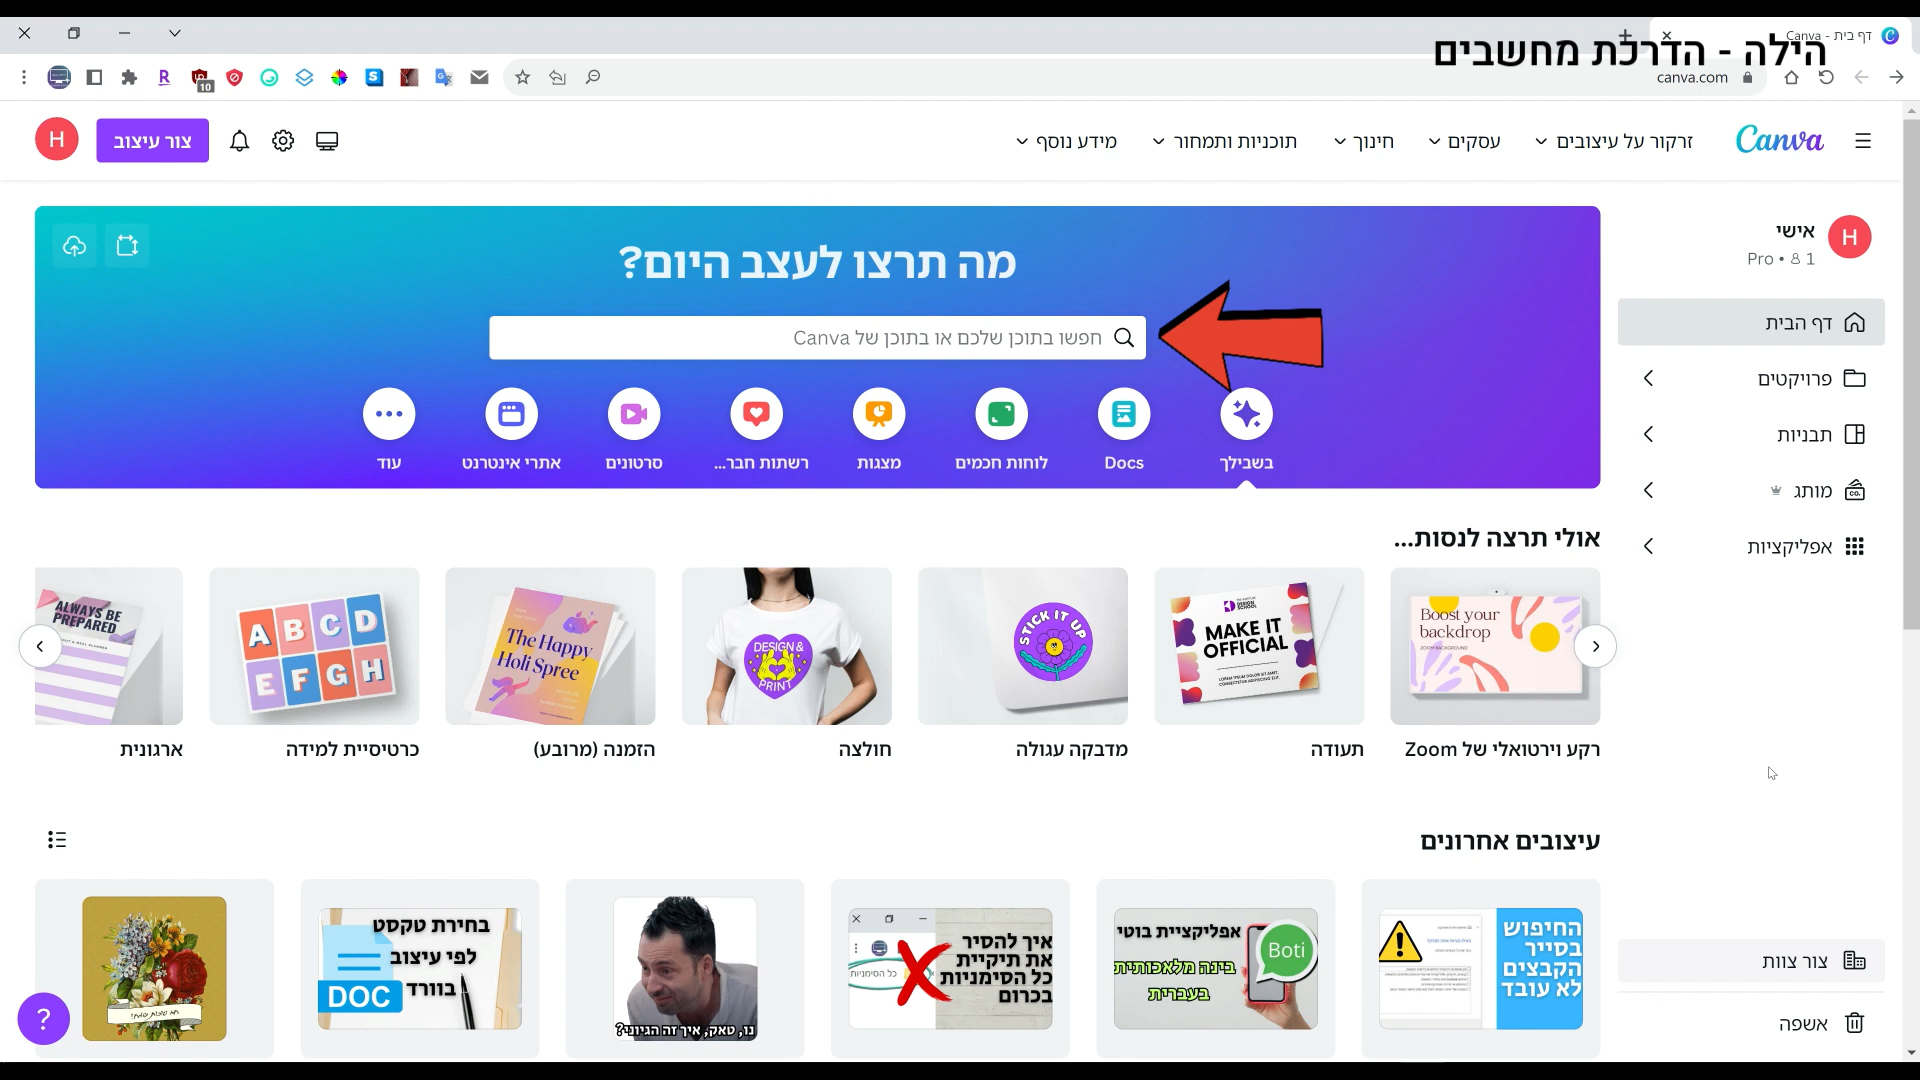 דף בית - Canva
הילה - הדרכת מחשבים
canva.com
10
Canva
זרקור על עיצובים
עסקים
חינוך
תוכניות ותמחור
מידע נוסף
צור עיצוב
H
H
אישי
Pro • 1
דף הבית
פרויקטים
תבניות
מותג
CO.
אפליקציות
צור צוות
אשפה
מה תרצו לעצב היום?
חפשו בתוכן שלכם או בתוכן של Canva
בשבילך
Docs
לוחות חכמים
מצגות
רשתות חבר...
סרטונים
אתרי אינטרנט
עוד
אולי תרצה לנסות...
Boost your
backdrop
ZOOM BACKGROUND
MAKE IT
OFFICIAL
STICK IT UP
DESIGN &
PRINT
The Happy
Holi Spree
A B C D
E F G H
ALWAYS BE
PREPARED
רקע וירטואלי של Zoom
תעודה
מדבקה עגולה
חולצה
הזמנה (מרובע)
כרטיסיית למידה
ארגונית
עיצובים אחרונים
החיפוש
בסייר
הקבצים
לא עובד
אפליקציית בוטי
בינה מלאכותית
בעברית
Boti
איך להסיר
את תיקיית
כל הסימניות
בכרום
כל הסימניות
נו, טאק, איך זה הגיוני?
בחירת טקסט
לפי עיצוב
בוורד
DOC
?